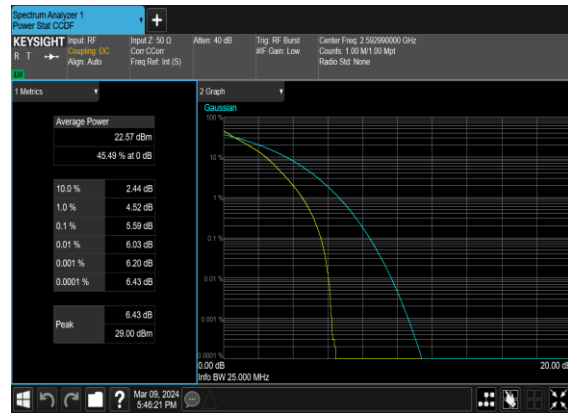 Spectrum Analyzer 1
Power Stat CCDF
KEYSIGHT
R T
LXI
Input: RF
Coupling: DC
Align: Auto
Input Z: 50 Ω
Corr CCorr
Freq Ref: Int (S)
Atten: 40 dB
Trig: RF Burst
#IF Gain: Low
Center Freq: 2.592990000 GHz
Counts: 1.00 M/1.00 Mpt
Radio Std: None
1 Metrics
Average Power
22.57 dBm
45.49 % at 0 dB
10.0 % 2.44 dB
1.0 % 4.52 dB
0.1 % 5.59 dB
0.01 % 6.03 dB
0.001 % 6.20 dB
0.0001 % 6.43 dB
Peak
6.43 dB
29.00 dBm
2 Graph
Gaussian
100 %
10 %
1 %
0.1 %
0.01 %
0.001 %
0.0001 %
0.00 dB
20.00 dB
Info BW 25.000 MHz
?
Mar 09, 2024
5:46:21 PM